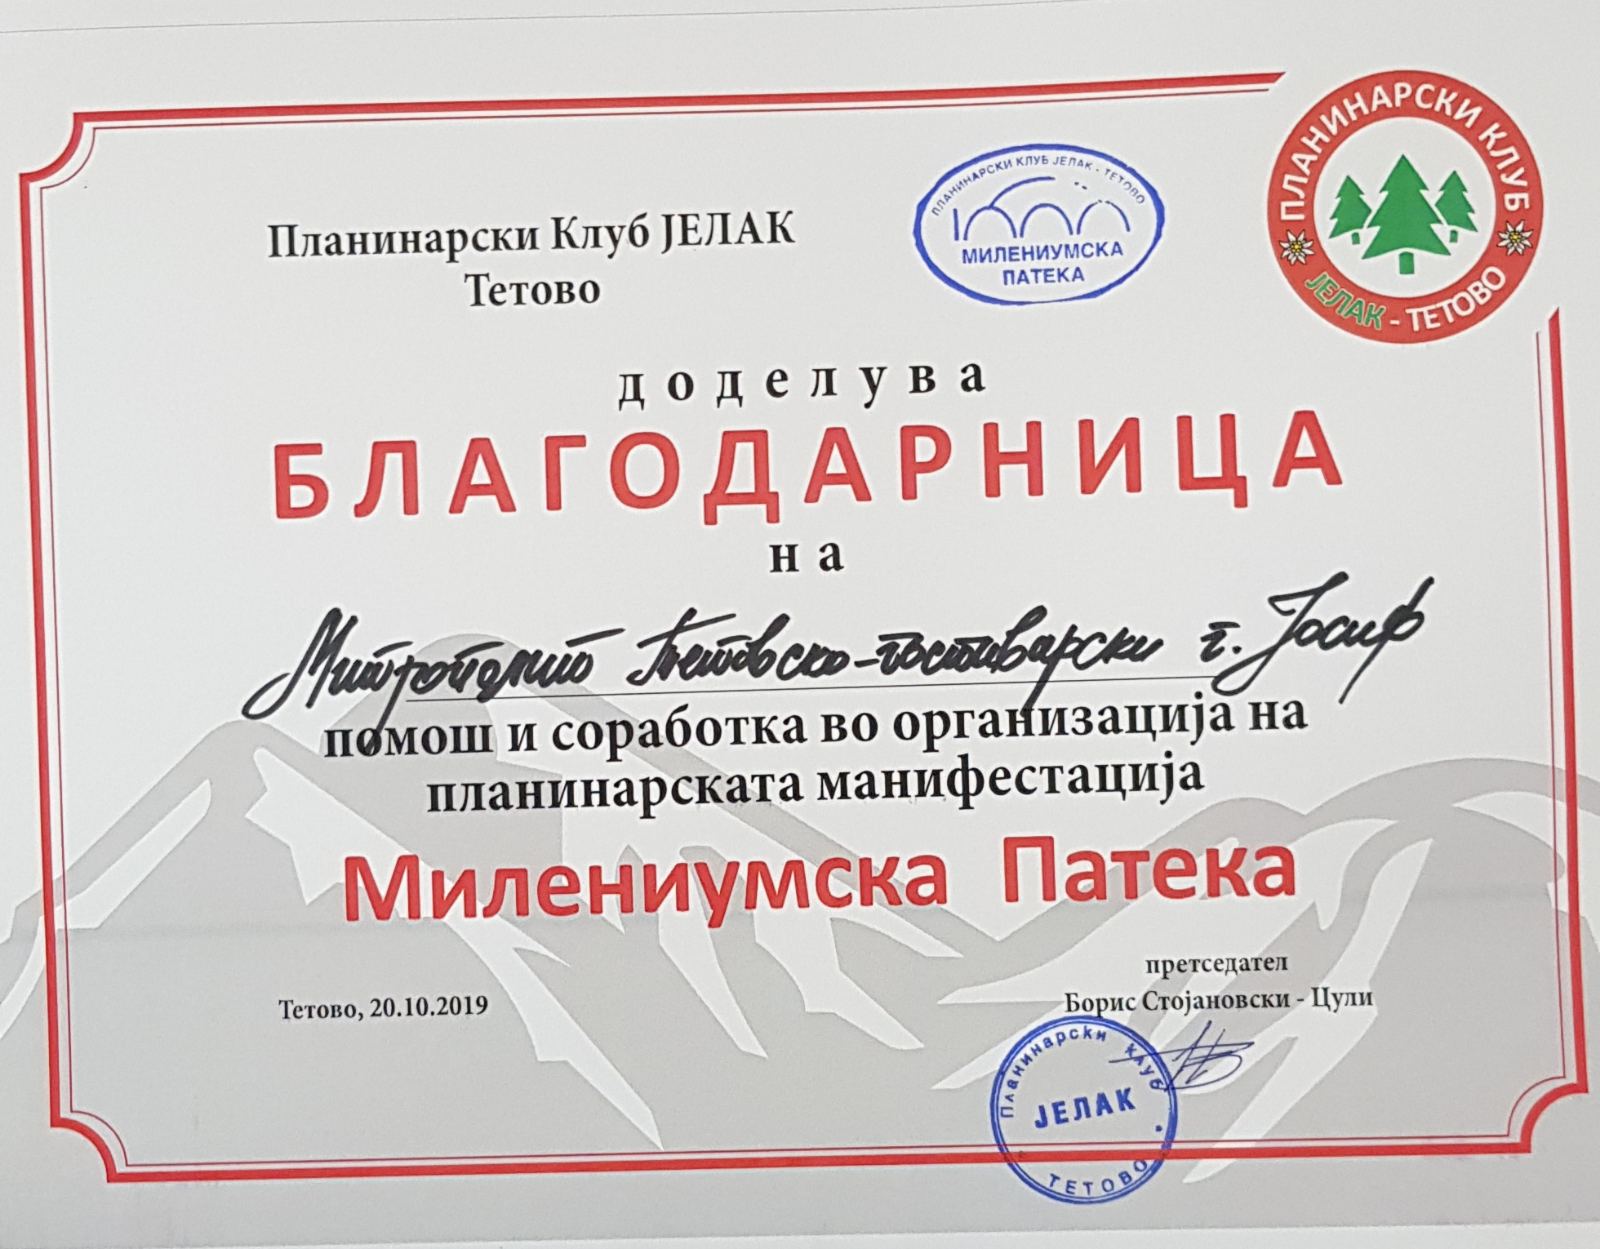 ПЛАНИНАРСКИ КЛУБ
ЈЕЛАК - ТЕТОВО
ПЛАНИНАРСКИ КЛУБ ЈЕЛАК - ТЕТОВО
МИЛЕНИУМСКА
ПАТЕКА
Планинарски Клуб ЈЕЛАК
Тетово
доделува
БЛАГОДАРНИЦА
на
Митрополит Тетовско-гостиварски г. Јосиф
помош и соработка во организација на
планинарската манифестација
Милениумска Патека
Тетово, 20.10.2019
претседател
Борис Стојановски - Цули
Планинарски клуб
ЈЕЛАК
ТЕТОВО